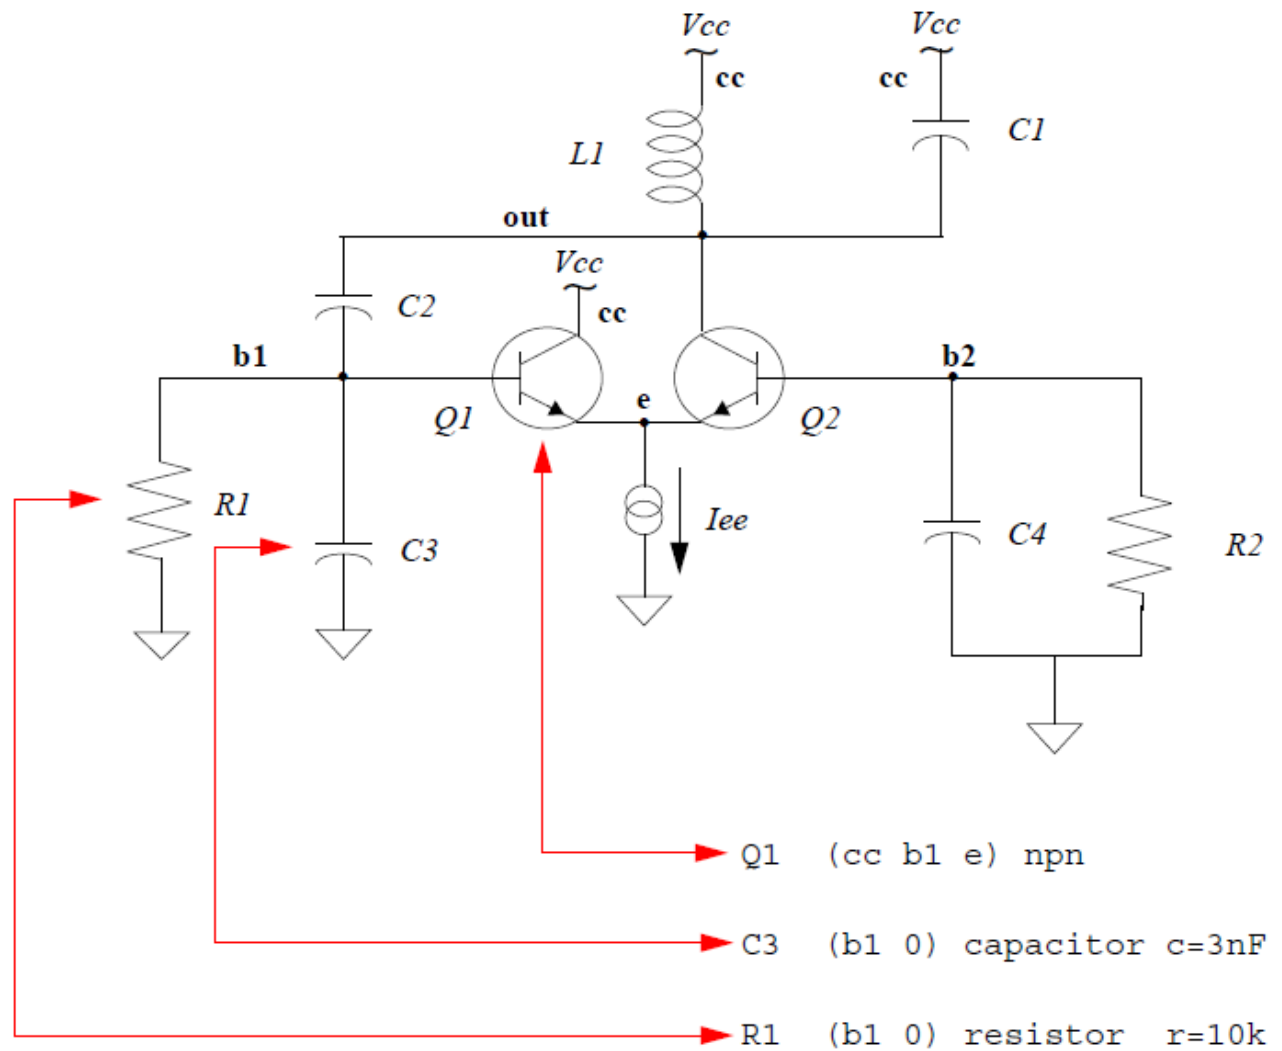 Vcc
Vcc
cc
cc
C1
L1
out
Vcc
C2
cc
b1
b2
e
Q1
Q2
R1
Iee
C3
C4
R2
Q1 (cc b1 e) npn
C3 (b1 0) capacitor c=3nF
R1 (b1 0) resistor r=10k